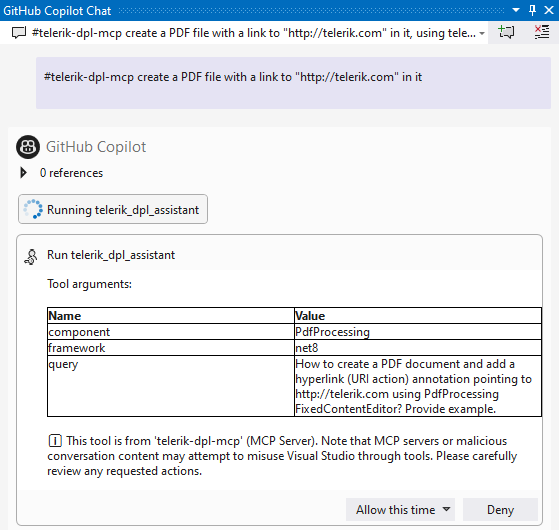 GitHub Copilot Chat
#telerik-dpl-mcp create a PDF file with a link to "http://telerik.com" in it, using tele...
#telerik-dpl-mcp create a PDF file with a link to "http://telerik.com" in it
GitHub Copilot
0 references
Running telerik_dpl_assistant
Run telerik_dpl_assistant
Tool arguments:
Name Value
component PdfProcessing
framework net8
query How to create a PDF document and add a
hyperlink (URI action) annotation pointing to
http://telerik.com using PdfProcessing
FixedContentEditor? Provide example.
This tool is from 'telerik-dpl-mcp' (MCP Server). Note that MCP servers or malicious
conversation content may attempt to misuse Visual Studio through tools. Please carefully
review any requested actions.
Allow this time Deny